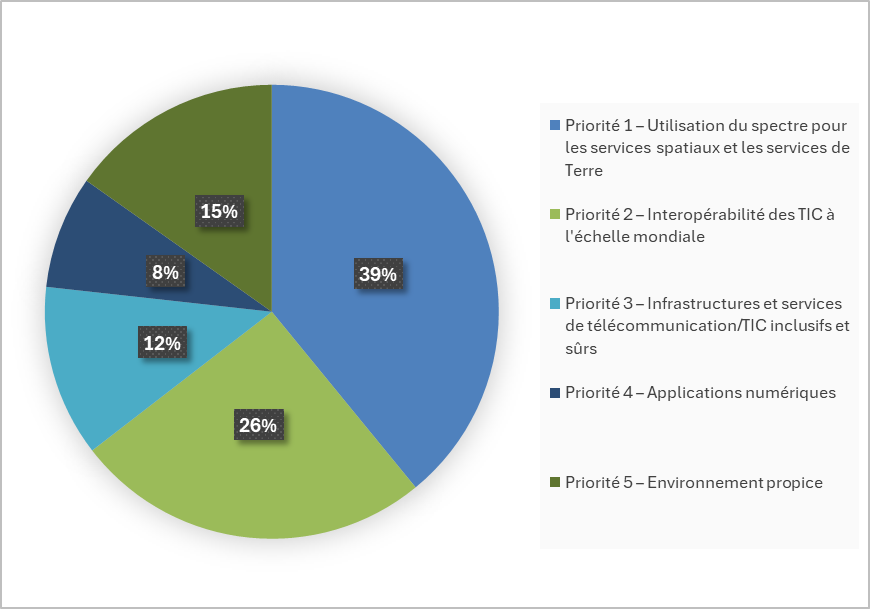 15%
8%
39%
12%
26%
Priorité 1 – Utilisation du spectre pour
les services spatiaux et les services de
Terre
Priorité 2 – Interopérabilité des TIC à
l'échelle mondiale
Priorité 3 – Infrastructures et services
de télécommunication/TIC inclusifs et
sûrs
Priorité 4 – Applications numériques
Priorité 5 – Environnement propice